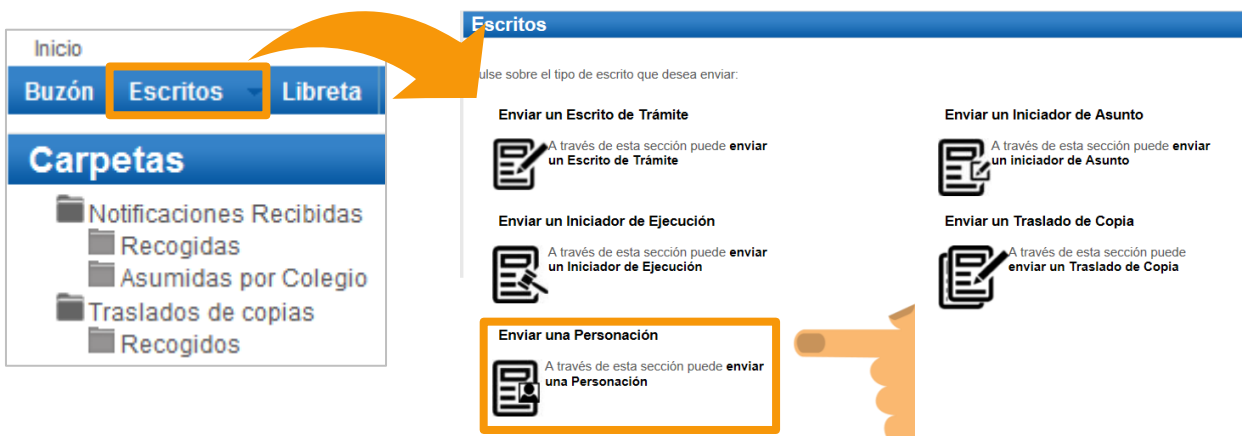 Inicio
Buzón Escritos Libreta
Carpetas
Notificaciones Recibidas
Recogidas
Asumidas por Colegio
Traslados de copias
Recogidos
Escritos
ulse sobre el tipo de escrito que desea enviar:
Enviar un Escrito de Trámite
A través de esta sección puede enviar
un Escrito de Trámite
Enviar un Iniciador de Asunto
A través de esta sección puede enviar
un iniciador de Asunto
Enviar un Iniciador de Ejecución
A través de esta sección puede enviar
un Iniciador de Ejecución
Enviar un Traslado de Copia
A través de esta sección puede
enviar un Traslado de Copia
Enviar una Personación
A través de esta sección puede enviar
una Personación